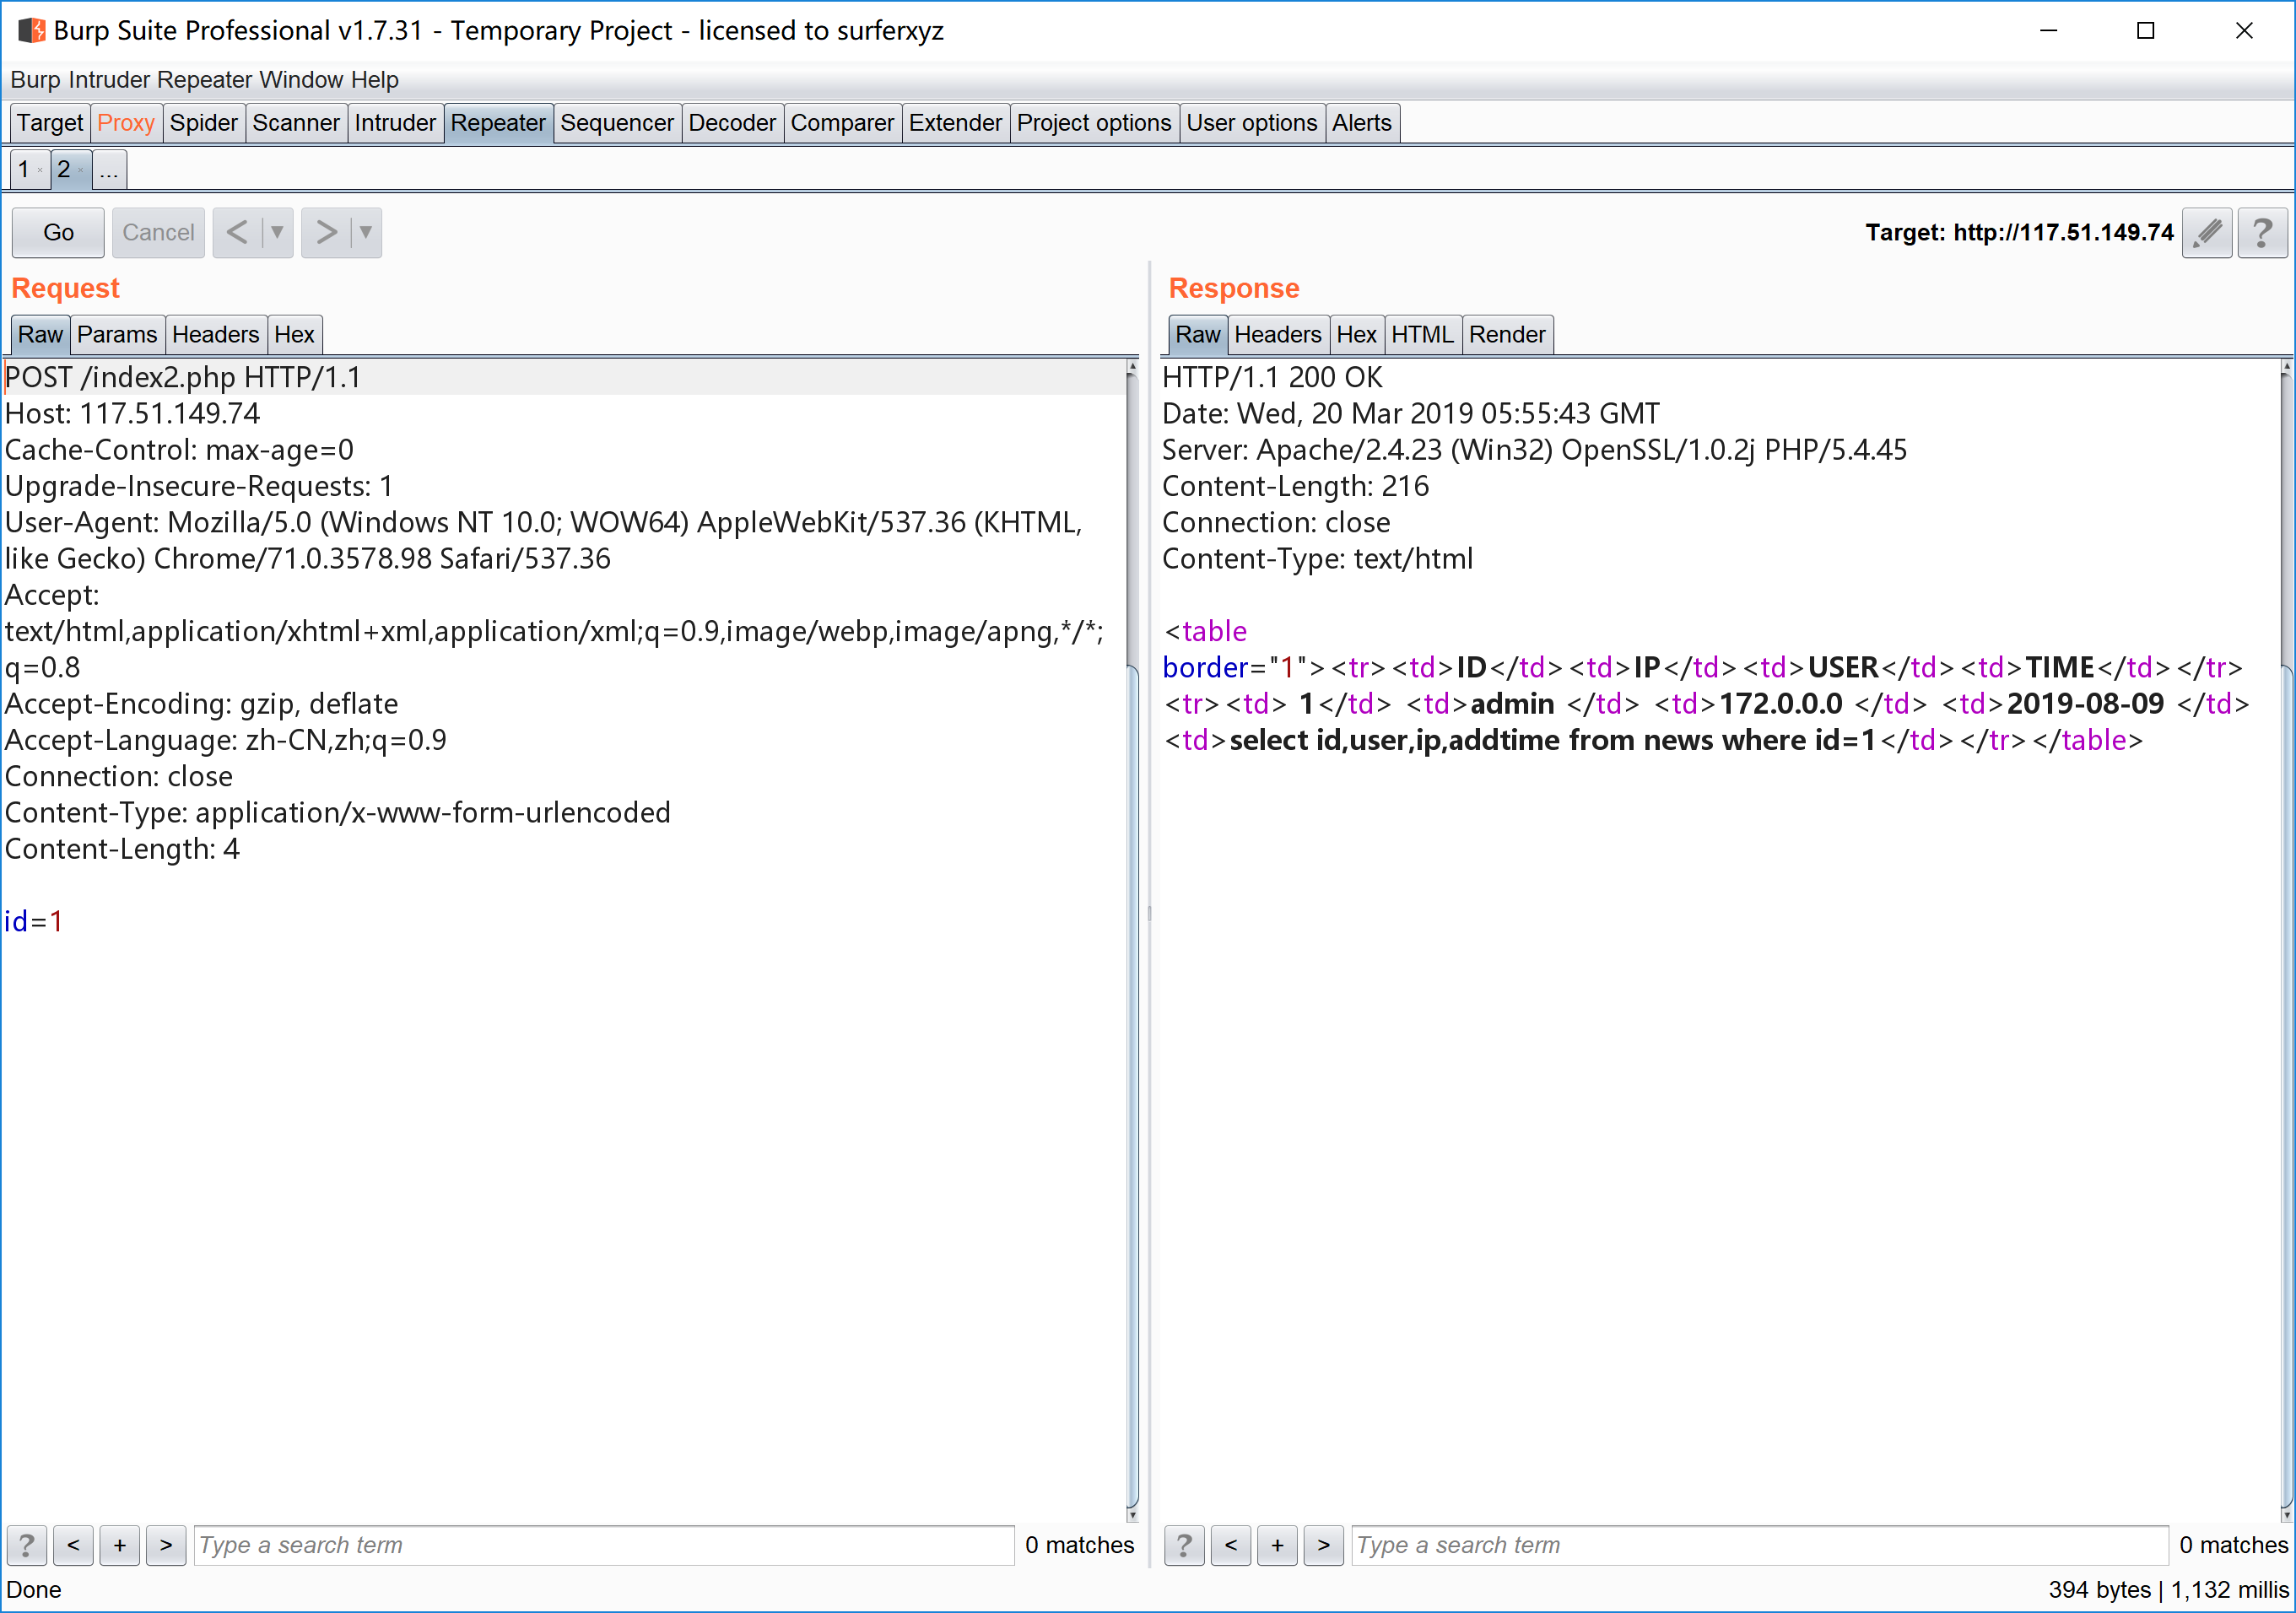 Burp Suite Professional v1.7.31 - Temporary Project - licensed to surferxyz
Burp Intruder Repeater Window Help
Target Proxy Spider Scanner Intruder Repeater Sequencer Decoder Comparer Extender Project options User options Alerts
1 × 2 × ...
Go Cancel < ▼ > ▼ Target: http://117.51.149.74 ?
Request
Raw Params Headers Hex
POST /index2.php HTTP/1.1
Host: 117.51.149.74
Cache-Control: max-age=0
Upgrade-Insecure-Requests: 1
User-Agent: Mozilla/5.0 (Windows NT 10.0; WOW64) AppleWebKit/537.36 (KHTML,
like Gecko) Chrome/71.0.3578.98 Safari/537.36
Accept:
text/html,application/xhtml+xml,application/xml;q=0.9,image/webp,image/apng,*/*;
q=0.8
Accept-Encoding: gzip, deflate
Accept-Language: zh-CN,zh;q=0.9
Connection: close
Content-Type: application/x-www-form-urlencoded
Content-Length: 4
id=1
? < + > Type a search term 0 matches
Response
Raw Headers Hex HTML Render
HTTP/1.1 200 OK
Date: Wed, 20 Mar 2019 05:55:43 GMT
Server: Apache/2.4.23 (Win32) OpenSSL/1.0.2j PHP/5.4.45
Content-Length: 216
Connection: close
Content-Type: text/html
<table
border="1"><tr><td>ID</td><td>IP</td><td>USER</td><td>TIME</td></tr>
<tr><td> 1</td> <td>admin </td> <td>172.0.0.0 </td> <td>2019-08-09 </td>
<td>select id,user,ip,addtime from news where id=1</td></tr></table>
? < + > Type a search term 0 matches
Done
394 bytes | 1,132 millis